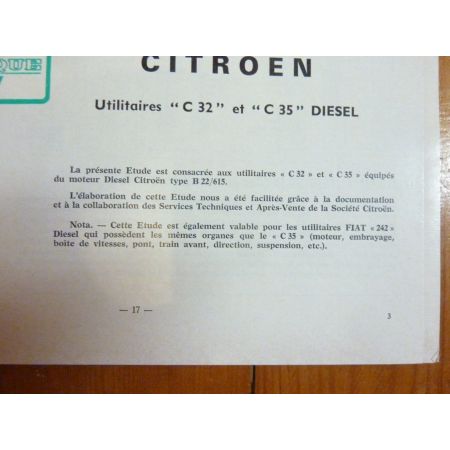 QUE
CITROËN
Utilitaires "C 32" et "C 35" DIESEL
La présente Etude est consacrée aux utilitaires « C 32 » et « C 35 » équipés
du moteur Diesel Citroën type B 22/615.
L'élaboration de cette Etude nous a été facilitée grâce à la documentation
et à la collaboration des Services Techniques et Après-Vente de la Société Citroën.
Nota. — Cette Etude est également valable pour les utilitaires FIAT « 242 »
Diesel qui possèdent les mêmes organes que le « C 35 » (moteur, embrayage,
boîte de vitesses, pont, train avant, direction, suspension, etc.).
— 17 —
3